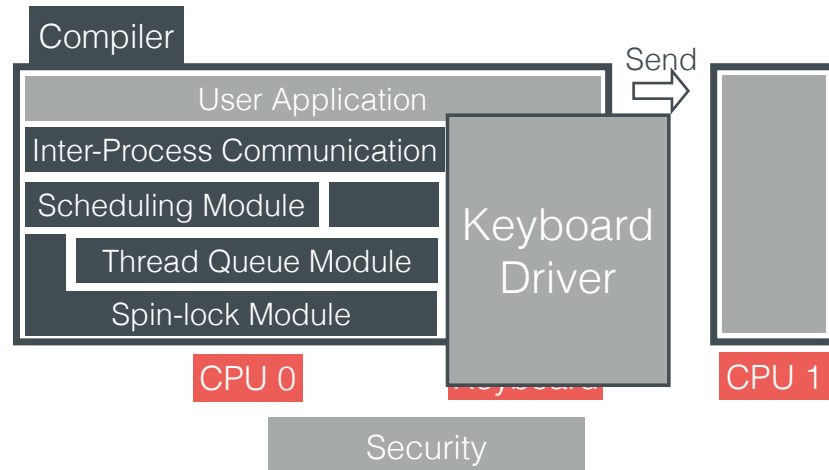 Compiler
Send
User Application
Inter-Process Communication
Scheduling Module
Keyboard
Driver
Thread Queue Module
Spin-lock Module
CPU 0
Keyboard
CPU 1
Security